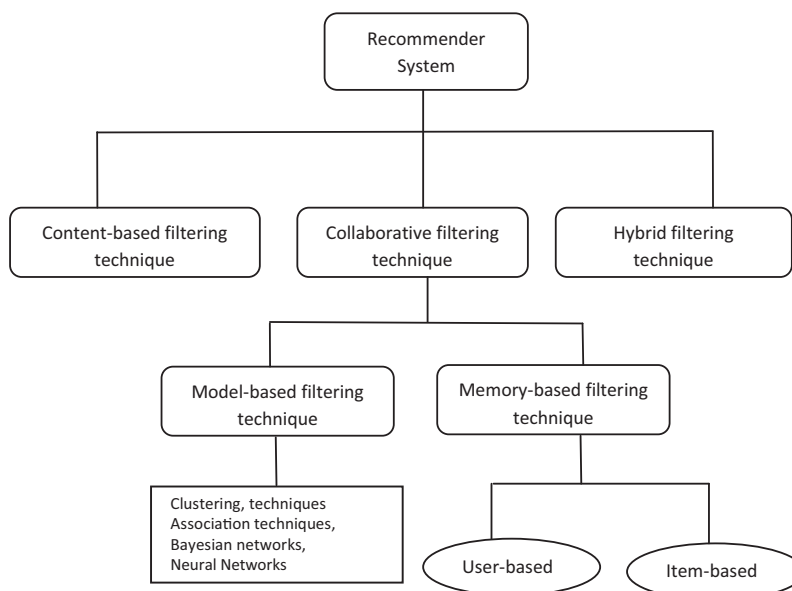 Recommender
System
Content-based filtering
technique
Collaborative filtering
technique
Hybrid filtering
technique
Model-based filtering
technique
Memory-based filtering
technique
Clustering, techniques
Association techniques,
Bayesian networks,
Neural Networks
User-based
Item-based